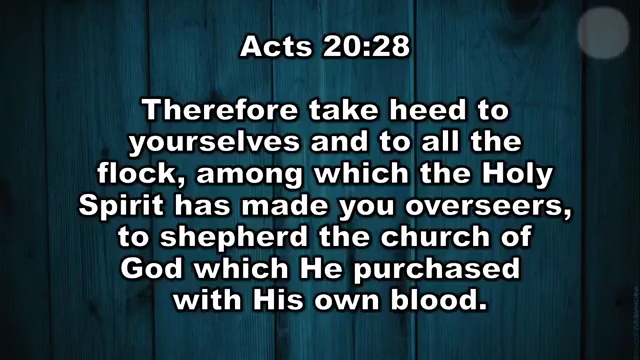 Acts 20:28
Therefore take heed to
yourselves and to all the
flock, among which the Holy
Spirit has made you overseers,
to shepherd the church of
God which He purchased
with His own blood.